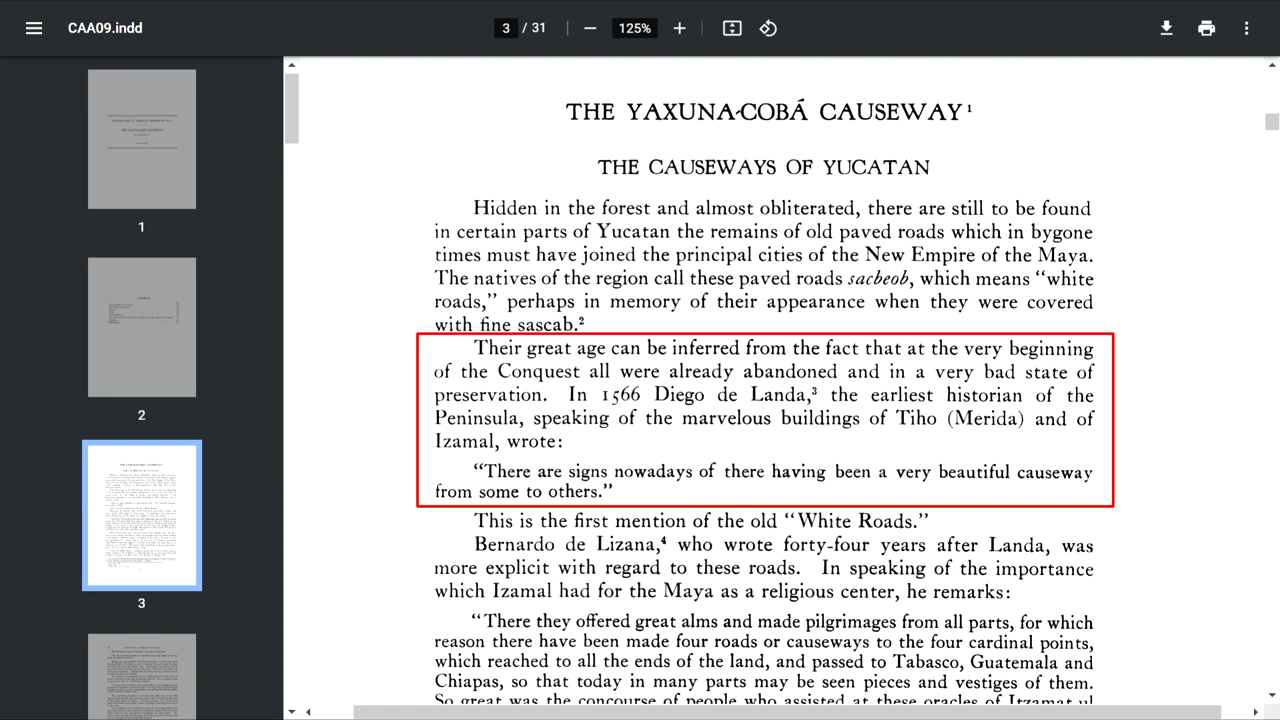 CAA09.indd
3 / 31
125%
1
2
3
THE YAXUNA-COBÁ CAUSEWAY¹
THE CAUSEWAYS OF YUCATAN
Hidden in the forest and almost obliterated, there are still to be found
in certain parts of Yucatan the remains of old paved roads which in bygone
times must have joined the principal cities of the New Empire of the Maya.
The natives of the region call these paved roads sacbeob, which means “white
roads,” perhaps in memory of their appearance when they were covered
with fine sascab.²
Their great age can be inferred from the fact that at the very beginning
of the Conquest all were already abandoned and in a very bad state of
preservation. In 1566 Diego de Landa,³ the earliest historian of the
Peninsula, speaking of the marvelous buildings of Tiho (Merida) and of
Izamal, wrote:
“There are signs nowadays of there having been a very beautiful causeway
from some to others.”
This is the first mention of the old “white roads.”
Bernardo Lizana,⁴ who wrote forty years after Landa, was
more explicit with regard to these roads. In speaking of the importance
which Izamal had for the Maya as a religious center, he remarks:
“There they offered great alms and made pilgrimages from all parts, for which
reason there had been made four roads or causeways to the four cardinal points,
which reached to the ends of the land and passed to Tabasco, Guatemala and
Chiapas, so that today in many parts may be seen pieces and vestiges of them.